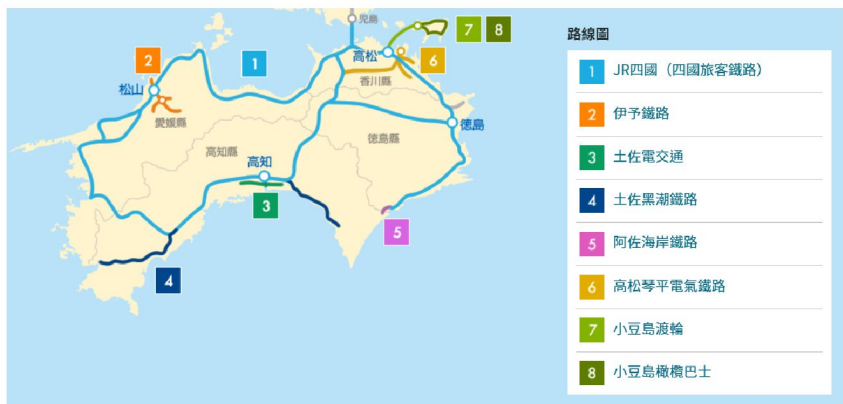 兒島
7
8
路線圖
2
1
高松
6
1 JR四國（四國旅客鐵路）
松山
香川縣
2 伊予鐵路
愛媛縣
德島
高知縣
德島縣
3 土佐電交通
高知
3
4 土佐黑潮鐵路
5
5 阿佐海岸鐵路
4
6 高松琴平電氣鐵路
7 小豆島渡輪
8 小豆島橄欖巴士